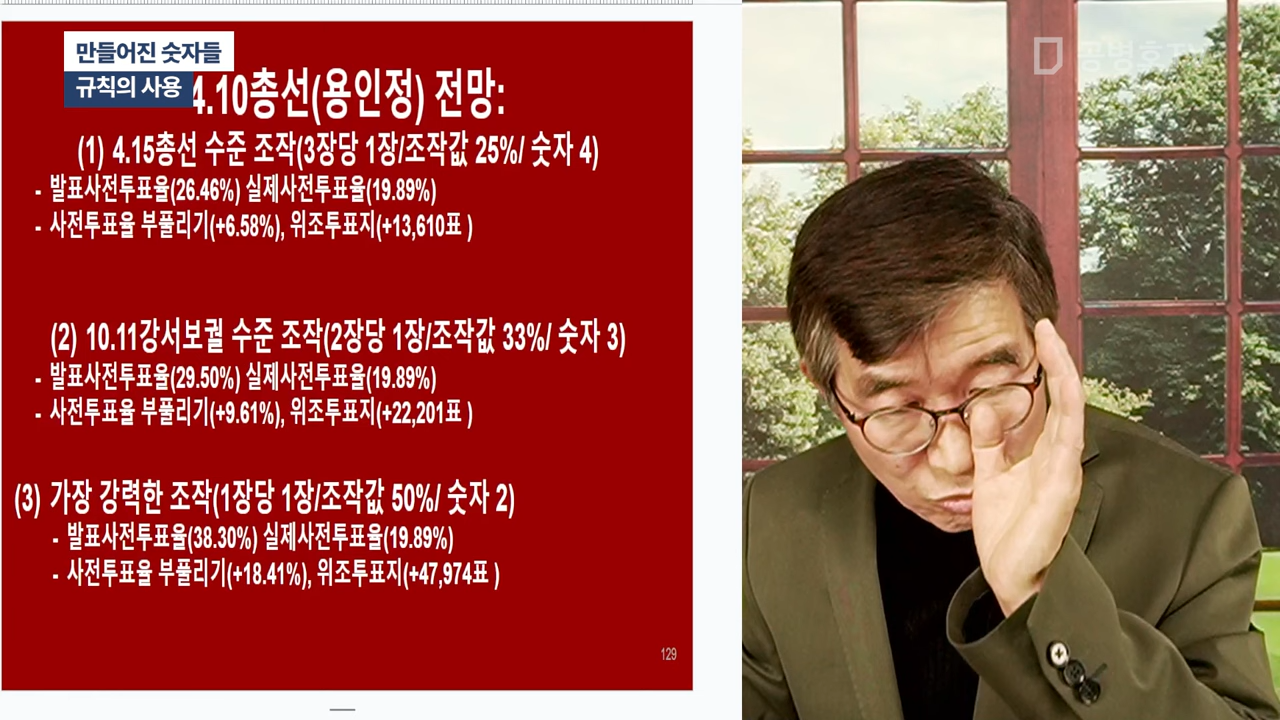 만들어진 숫자들
규칙의 사용
4.10총선(용인정) 전망:
(1) 4.15총선 수준 조작(3장당 1장/조작값 25%/ 숫자 4)
- 발표사전투표율(26.46%) 실제사전투표율(19.89%)
- 사전투표율 부풀리기(+6.58%), 위조투표지(+13,610표 )
(2) 10.11강서보궐 수준 조작(2장당 1장/조작값 33%/ 숫자 3)
- 발표사전투표율(29.50%) 실제사전투표율(19.89%)
- 사전투표율 부풀리기(+9.61%), 위조투표지(+22,201표 )
(3) 가장 강력한 조작(1장당 1장/조작값 50%/ 숫자 2)
- 발표사전투표율(38.30%) 실제사전투표율(19.89%)
- 사전투표율 부풀리기(+18.41%), 위조투표지(+47,974표 )
129
공병호